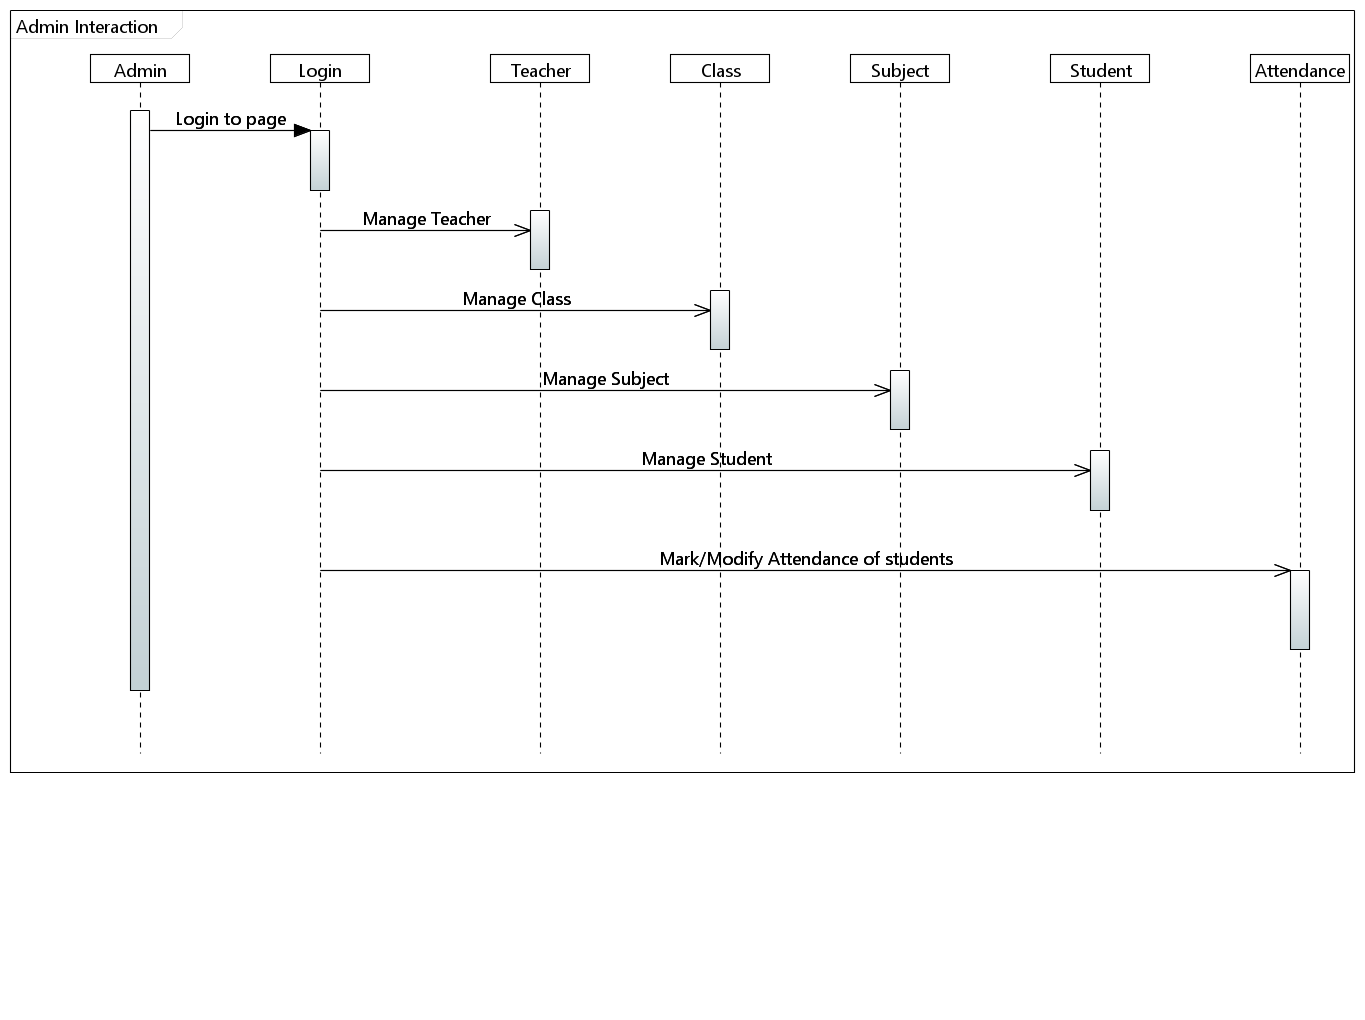 Admin Interaction
Admin
Login
Teacher
Class
Subject
Student
Attendance
Login to page
Manage Teacher
Manage Class
Manage Subject
Manage Student
Mark/Modify Attendance of students